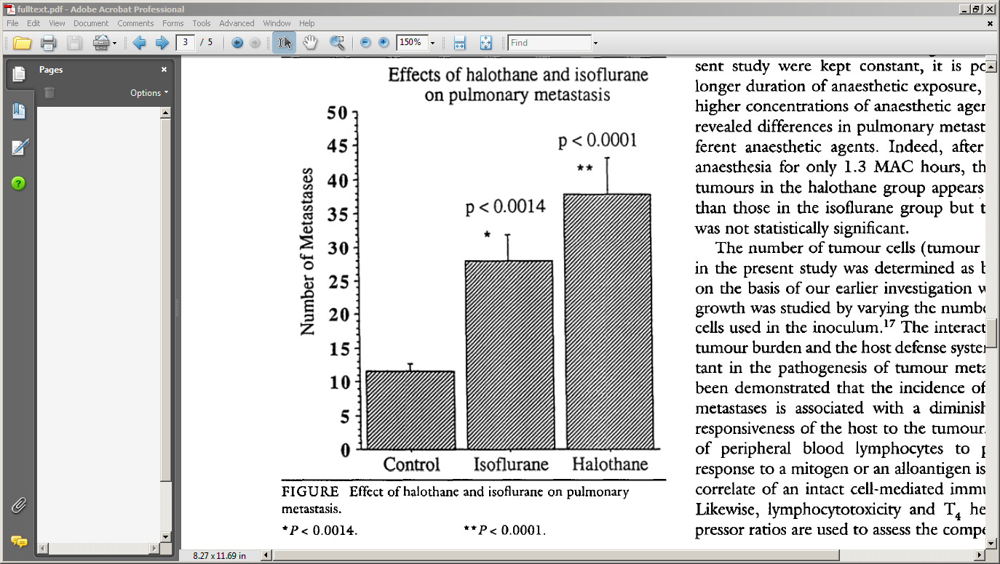 fulltext.pdf - Adobe Acrobat Professional
File Edit View Document Comments Forms Tools Advanced Window Help
3 / 5 150% Find
Pages
Options
Effects of halothane and isoflurane
on pulmonary metastasis
Number of Metastases
50
45
40
35
30
25
20
15
10
5
0
p < 0.0001
**
p < 0.0014
*
Control Isoflurane Halothane
FIGURE Effect of halothane and isoflurane on pulmonary
metastasis.
*P < 0.0014. **P < 0.0001.
sent study were kept constant, it is po
longer duration of anaesthetic exposure,
higher concentrations of anaesthetic ager
revealed differences in pulmonary metast
ferent anaesthetic agents. Indeed, after
anaesthesia for only 1.3 MAC hours, th
tumours in the halothane group appears
than those in the isoflurane group but t
was not statistically significant.
The number of tumour cells (tumour
in the present study was determined as b
on the basis of our earlier investigation w
growth was studied by varying the numbe
cells used in the inoculum.17 The interact
tumour burden and the host defense syste
tant in the pathogenesis of tumour meta
been demonstrated that the incidence of
metastases is associated with a diminish
responsiveness of the host to the tumour.
of peripheral blood lymphocytes to p
response to a mitogen or an alloantigen is
correlate of an intact cell-mediated immu
Likewise, lymphocytotoxicity and T4 he
pressor ratios are used to assess the compe
8.27 x 11.69 in